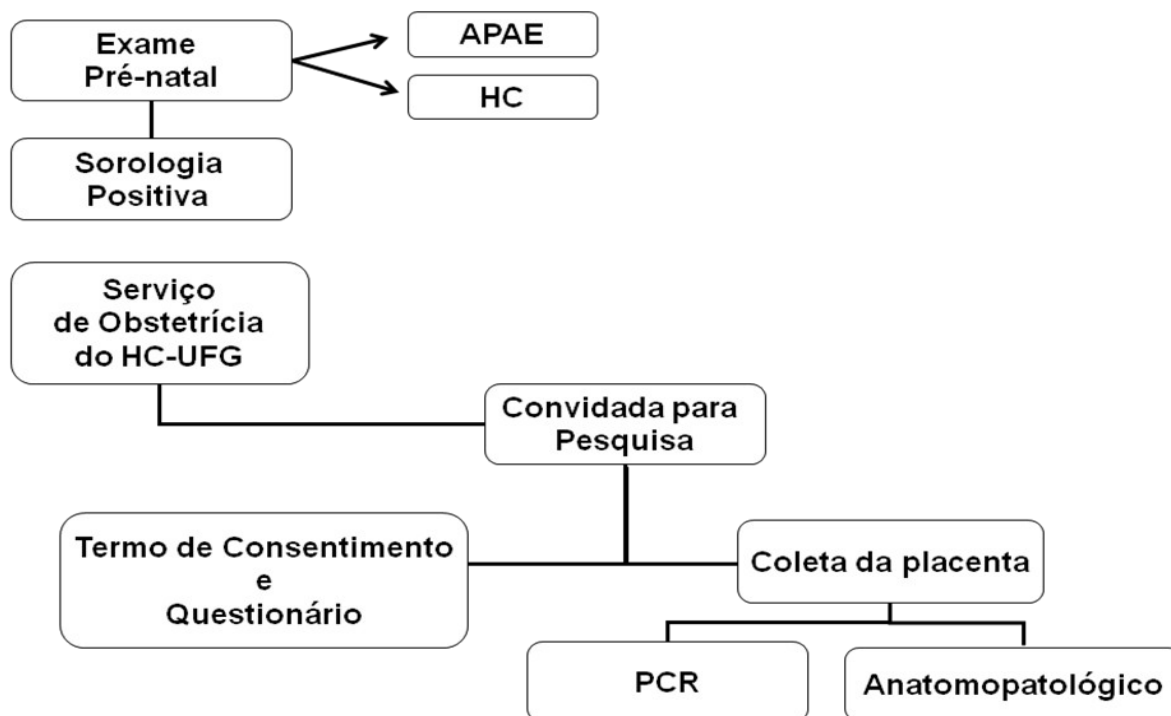 Exame
Pré-natal
APAE
HC
Sorologia
Positiva
Serviço
de Obstetrícia
do HC-UFG
Convidada para
Pesquisa
Termo de Consentimento
e
Questionário
Coleta da placenta
PCR
Anatomopatológico